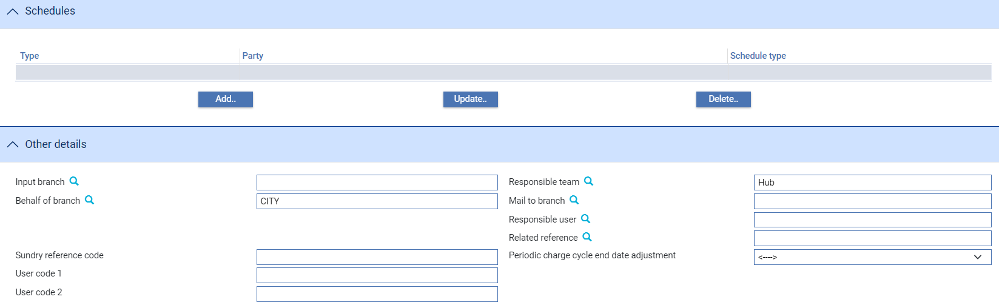 Schedules
Type Party Schedule type
Add.. Update.. Delete..
Other details
Input branch Responsible team Hub
Behalf of branch CITY Mail to branch
Responsible user
Related reference
Sundry reference code Periodic charge cycle end date adjustment <---->
User code 1
User code 2